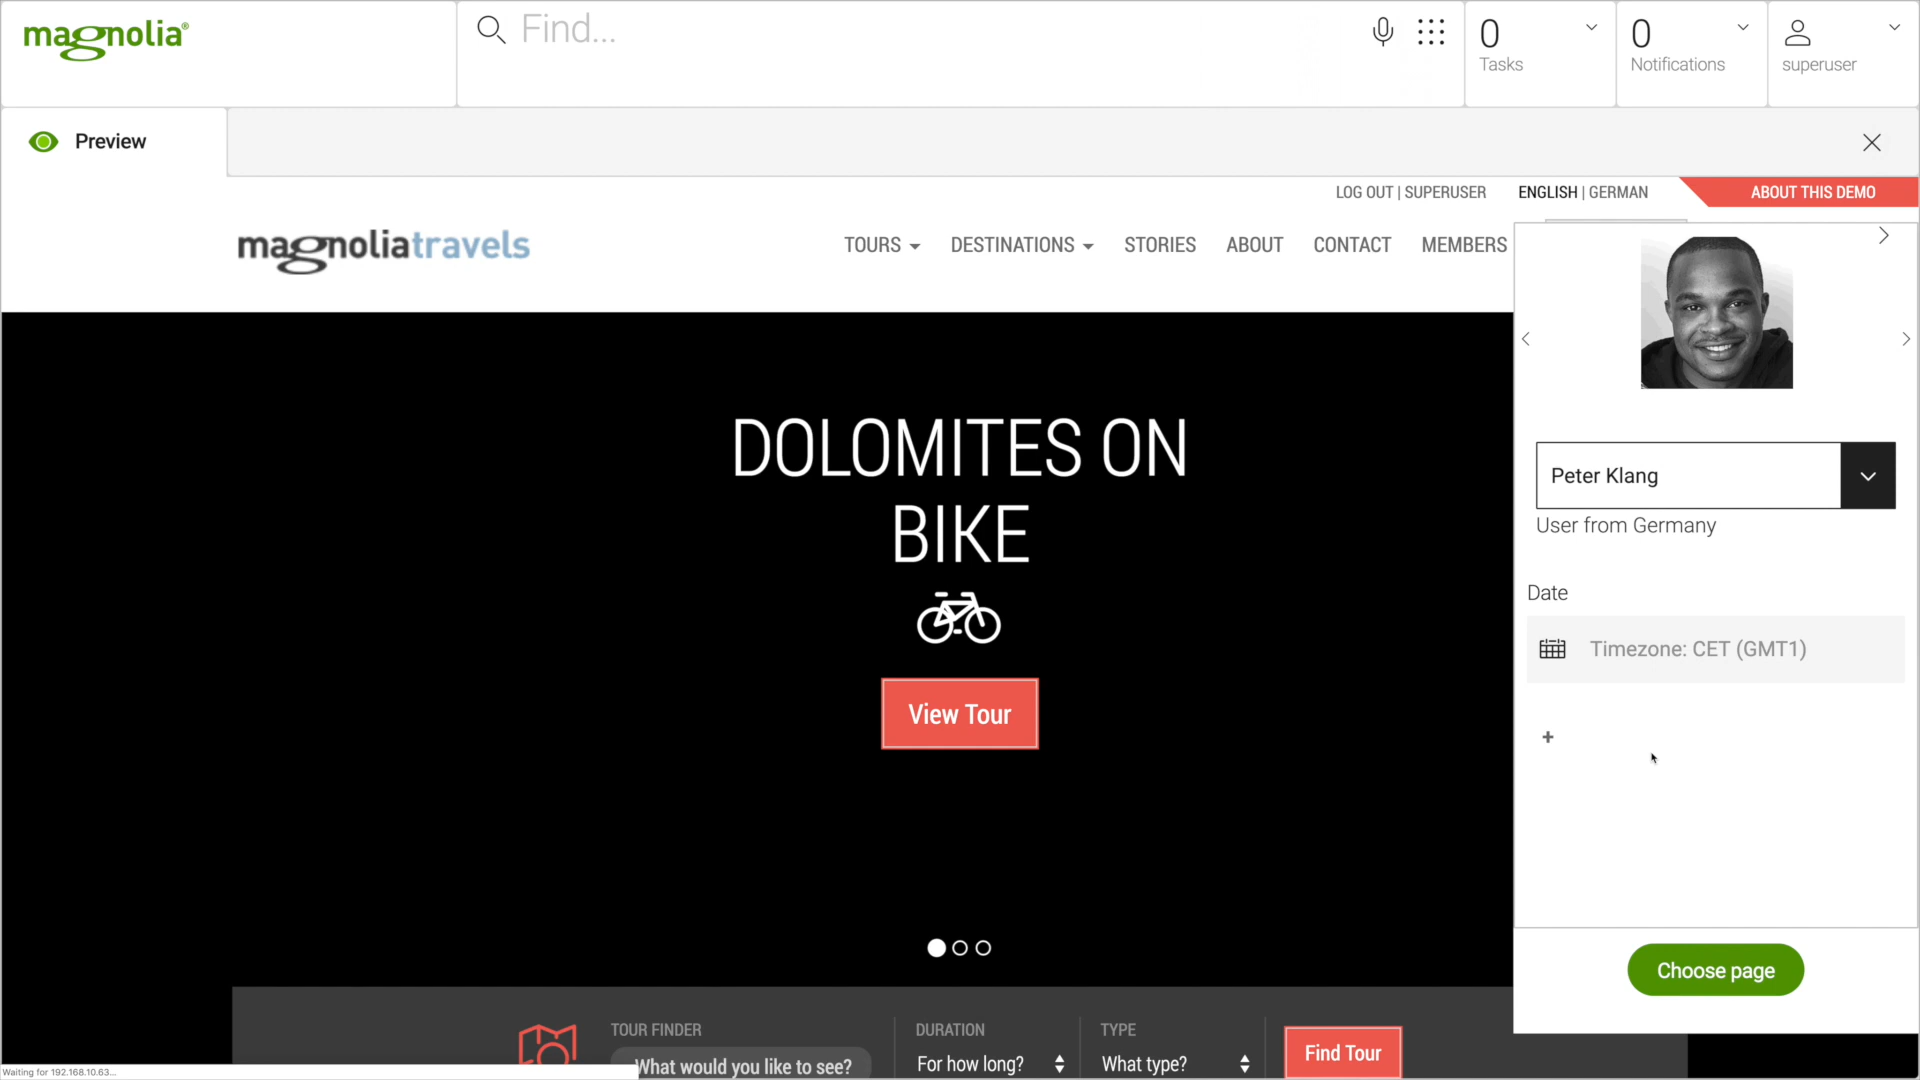 magnolia®
Find...
0
Tasks
0
Notifications
superuser
Preview
LOG OUT | SUPERUSER
ENGLISH | GERMAN
ABOUT THIS DEMO
magnoliatravels
TOURS
DESTINATIONS
STORIES
ABOUT
CONTACT
MEMBERS
DOLOMITES ON
BIKE
View Tour
Peter Klang
User from Germany
Date
Timezone: CET (GMT1)
+
Choose page
TOUR FINDER
What would you like to see?
DURATION
For how long?
TYPE
What type?
Find Tour
Waiting for 192.168.10.63...